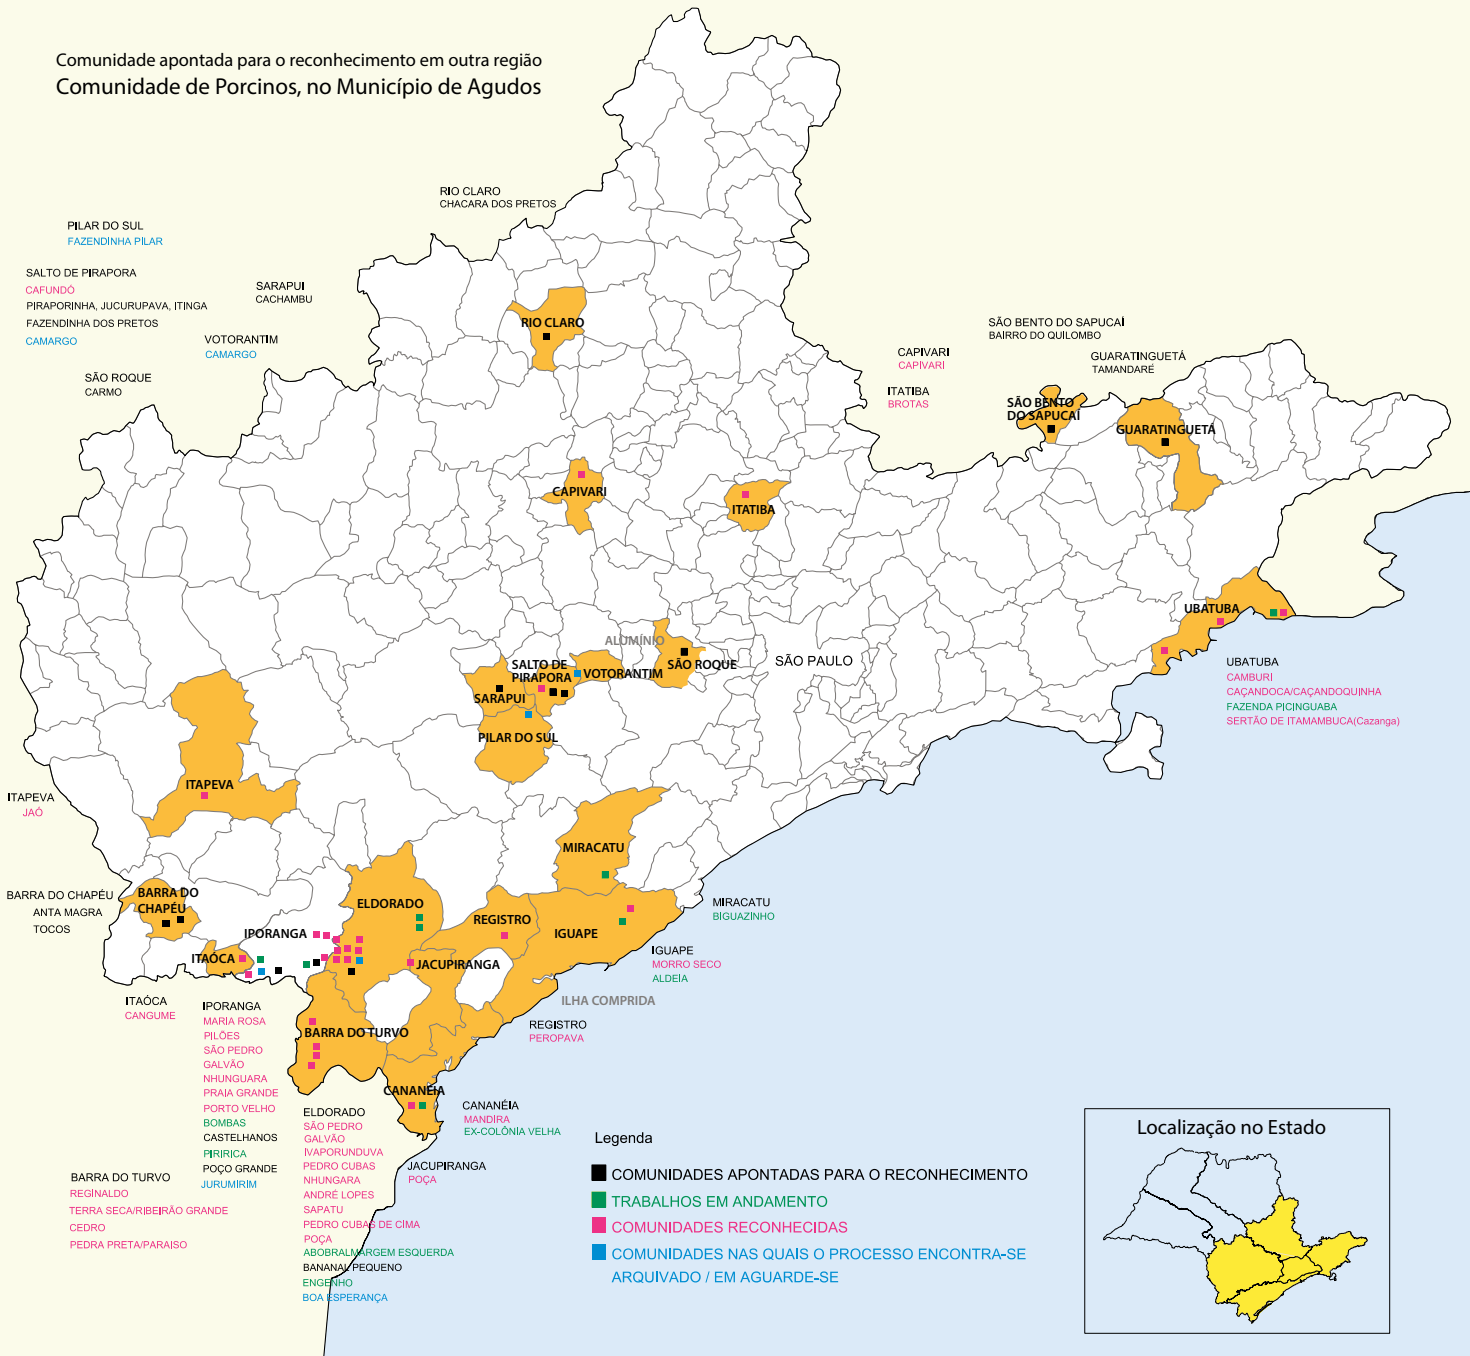 Comunidade apontada para o reconhecimento em outra região
Comunidade de Porcinos, no Município de Agudos
RIO CLARO
CHACARA DOS PRETOS
PILAR DO SUL
FAZENDINHA PILAR
SALTO DE PIRAPORA
CAFUNDÓ
PIRAPORINHA, JUCURUPAVA, ITINGA
FAZENDINHA DOS PRETOS
CAMARGO
SARAPUI
CACHAMBU
VOTORANTIM
CAMARGO
SÃO ROQUE
CARMO
SÃO BENTO DO SAPUCAÍ
BAIRRO DO QUILOMBO
CAPIVARI
CAPIVARI
GUARATINGUETÁ
TAMANDARÉ
ITATIBA
BROTAS
RIO CLARO
SÃO BENTO
DO SAPUCAÍ
GUARATINGUETÁ
CAPIVARI
ITATIBA
UBATUBA
ALUMÍNIO
SÃO ROQUE
SÃO PAULO
SALTO DE
PIRAPORA
VOTORANTIM
SARAPUI
PILAR DO SUL
UBATUBA
CAMBURI
CAÇANDOCA/CAÇANDOQUINHA
FAZENDA PICINGUABA
SERTÃO DE ITAMAMBUCA(Cazanga)
ITAPEVA
ITAPEVA
JAÓ
MIRACATU
BARRA DO CHAPÉU
ANTA MAGRA
TOCOS
BARRA DO
CHAPÉU
ELDORADO
REGISTRO
IGUAPE
IPORANGA
ITAÓCA
JACUPIRANGA
MIRACATU
BIGUAZINHO
IGUAPE
MORRO SECO
ALDEIA
ILHA COMPRIDA
BARRA DO TURVO
REGISTRO
PEROPAVA
CANANÉIA
ITAÓCA
CANGUME
IPORANGA
MARIA ROSA
PILÕES
SÃO PEDRO
GALVÃO
NHUNGUARA
PRAIA GRANDE
PORTO VELHO
BOMBAS
CASTELHANOS
PIRIRICA
POÇO GRANDE
JURUMIRIM
ELDORADO
SÃO PEDRO
GALVÃO
IVAPORUNDUVA
PEDRO CUBAS
NHUNGARA
ANDRÉ LOPES
SAPATU
PEDRO CUBAS DE CIMA
POÇA
ABOBRALMARGEM ESQUERDA
BANANAL PEQUENO
ENGENHO
BOA ESPERANÇA
CANANÉIA
MANDIRA
EX-COLÔNIA VELHA
JACUPIRANGA
POÇA
BARRA DO TURVO
REGINALDO
TERRA SECA/RIBEIRÃO GRANDE
CEDRO
PEDRA PRETA/PARAISO
Legenda
COMUNIDADES APONTADAS PARA O RECONHECIMENTO
TRABALHOS EM ANDAMENTO
COMUNIDADES RECONHECIDAS
COMUNIDADES NAS QUAIS O PROCESSO ENCONTRA-SE
ARQUIVADO / EM AGUARDE-SE
Localização no Estado